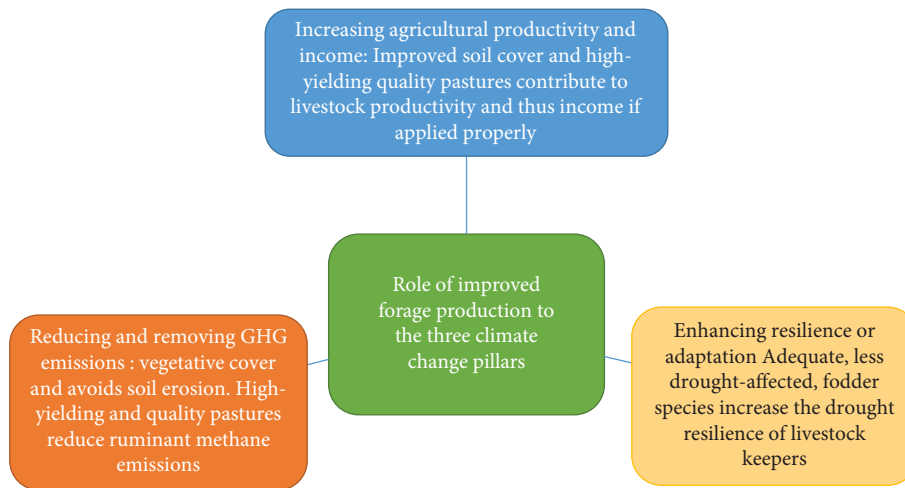 Increasing agricultural productivity and
income: Improved soil cover and high-
yielding quality pastures contribute to
livestock productivity and thus income if
applied properly
Role of improved
forage production to
the three climate
change pillars
Reducing and removing GHG
emissions : vegetative cover
and avoids soil erosion. High-
yielding and quality pastures
reduce ruminant methane
emissions
Enhancing resilience or
adaptation Adequate, less
drought-affected, fodder
species increase the drought
resilience of livestock
keepers